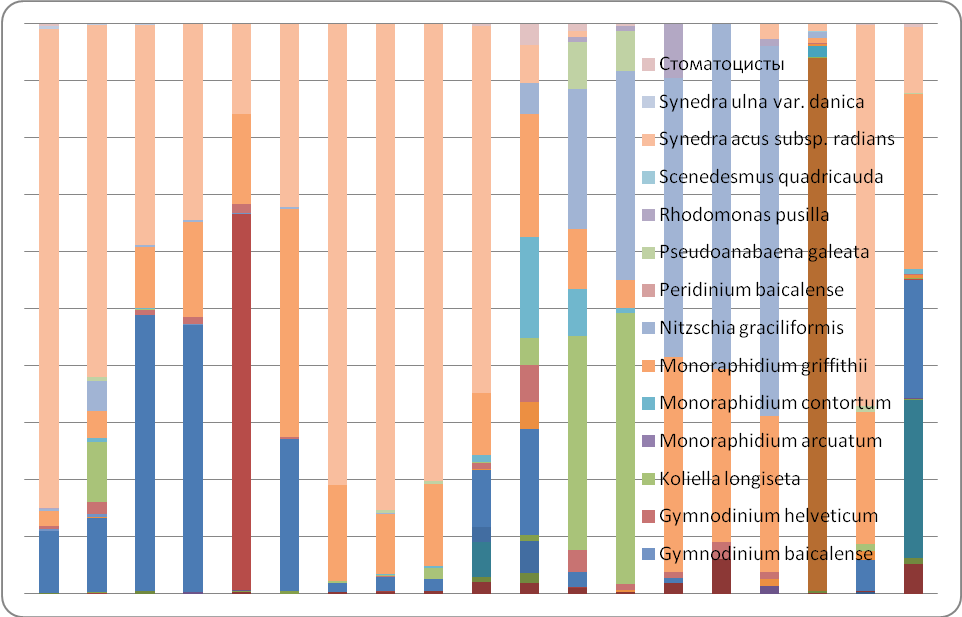 Стоматоцисты
Synedra ulna var. danica
Synedra acus subsp. radians
Scenedesmus quadricauda
Rhodomonas pusilla
Pseudoanabaena galeata
Peridinium baicalense
Nitzschia graciliformis
Monoraphidium griffithii
Monoraphidium contortum
Monoraphidium arcuatum
Koliella longiseta
Gymnodinium helveticum
Gymnodinium baicalense